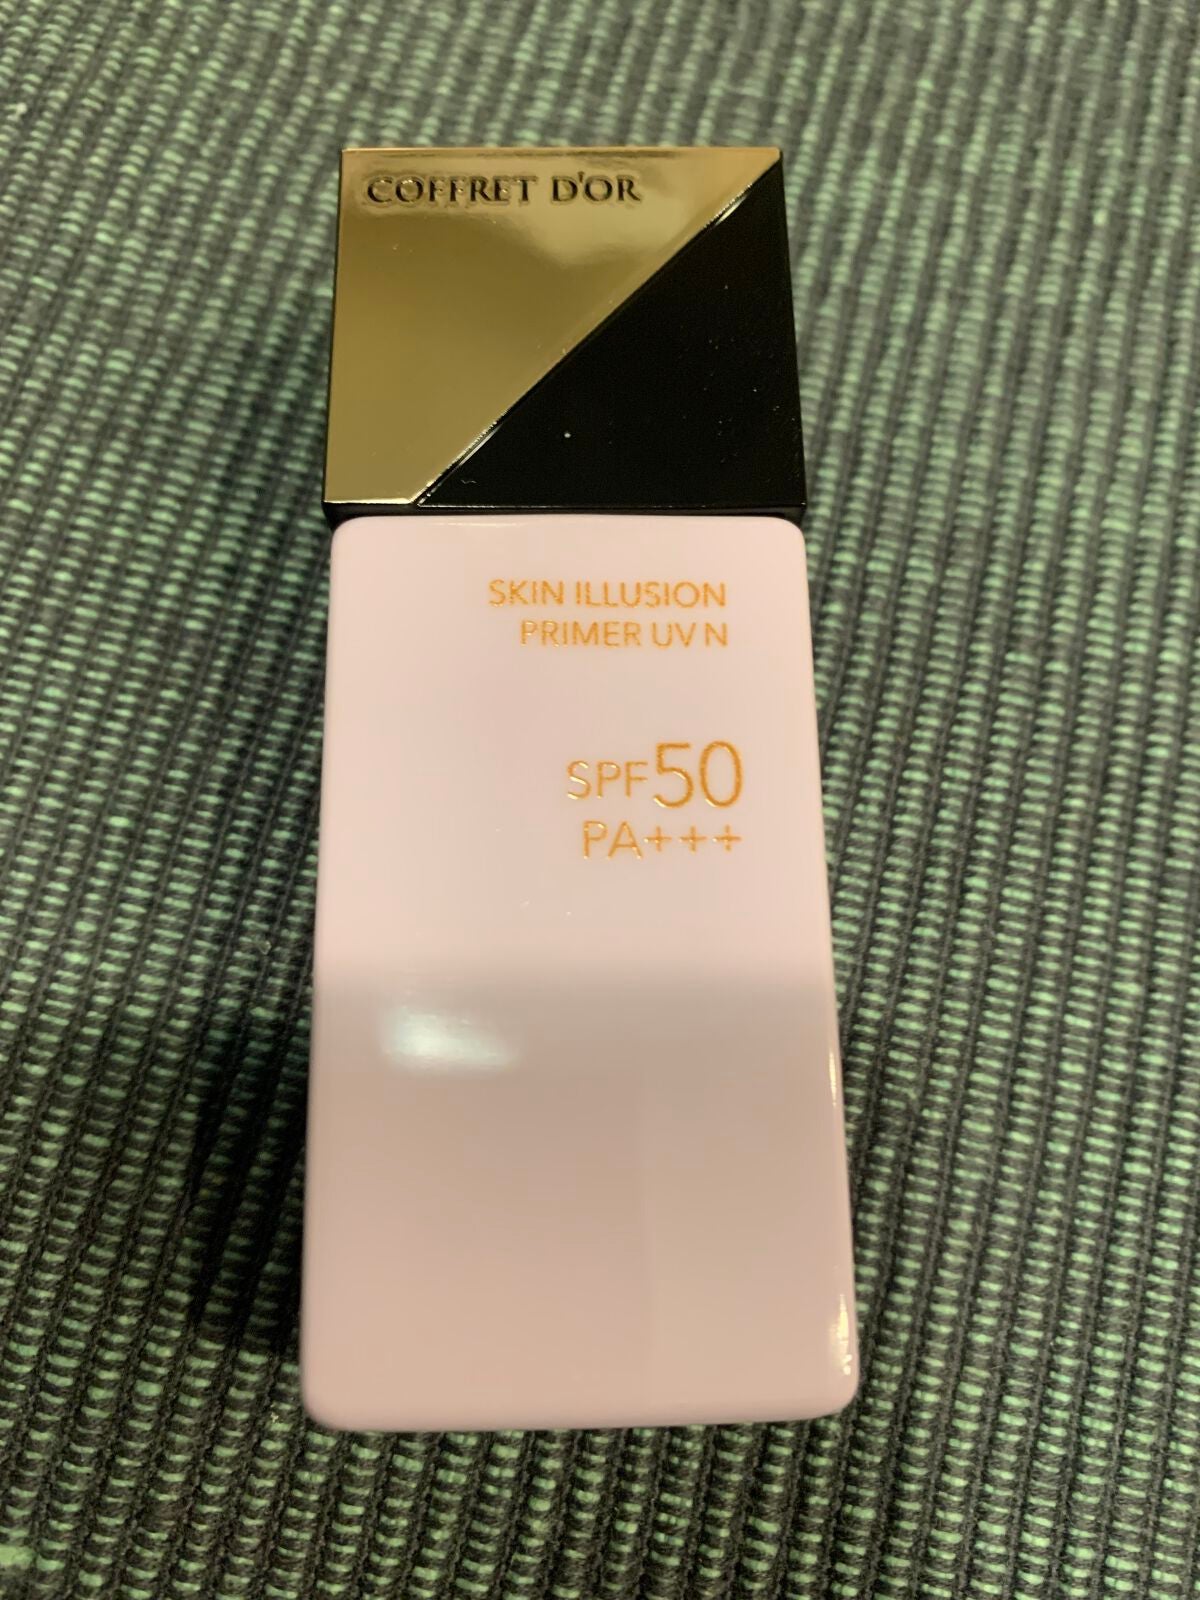 COFFRET D'OR
SKIN ILLUSION
PRIMER UV N
SPF50
PA+++